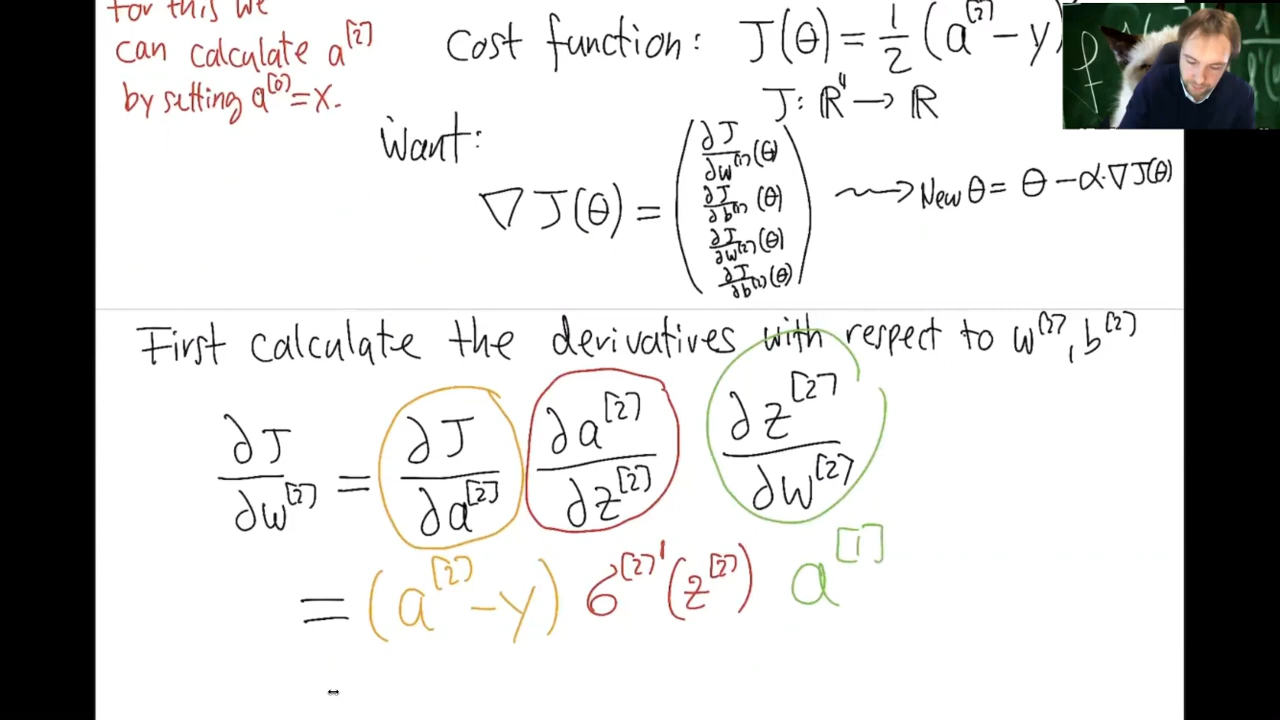 for this we
can calculate a^[2]
by setting a^[0] = x.
Cost function: J(θ) = 1/2 (a^[2] - y)
J: ℝ⁴ → ℝ
Want:
∇J(θ) = ( ∂J/∂w^[1] (θ)
∂J/∂b^[1] (θ)
∂J/∂w^[2] (θ)
∂J/∂b^[2] (θ) ) ⇝ New θ = θ - α·∇J(θ)
First calculate the derivatives with respect to w^[2], b^[2]
∂J/∂w^[2] = ∂J/∂a^[2] ∂a^[2]/∂z^[2] ∂z^[2]/∂w^[2]
= (a^[2] - y) σ^[2]'(z^[2]) a^[1]